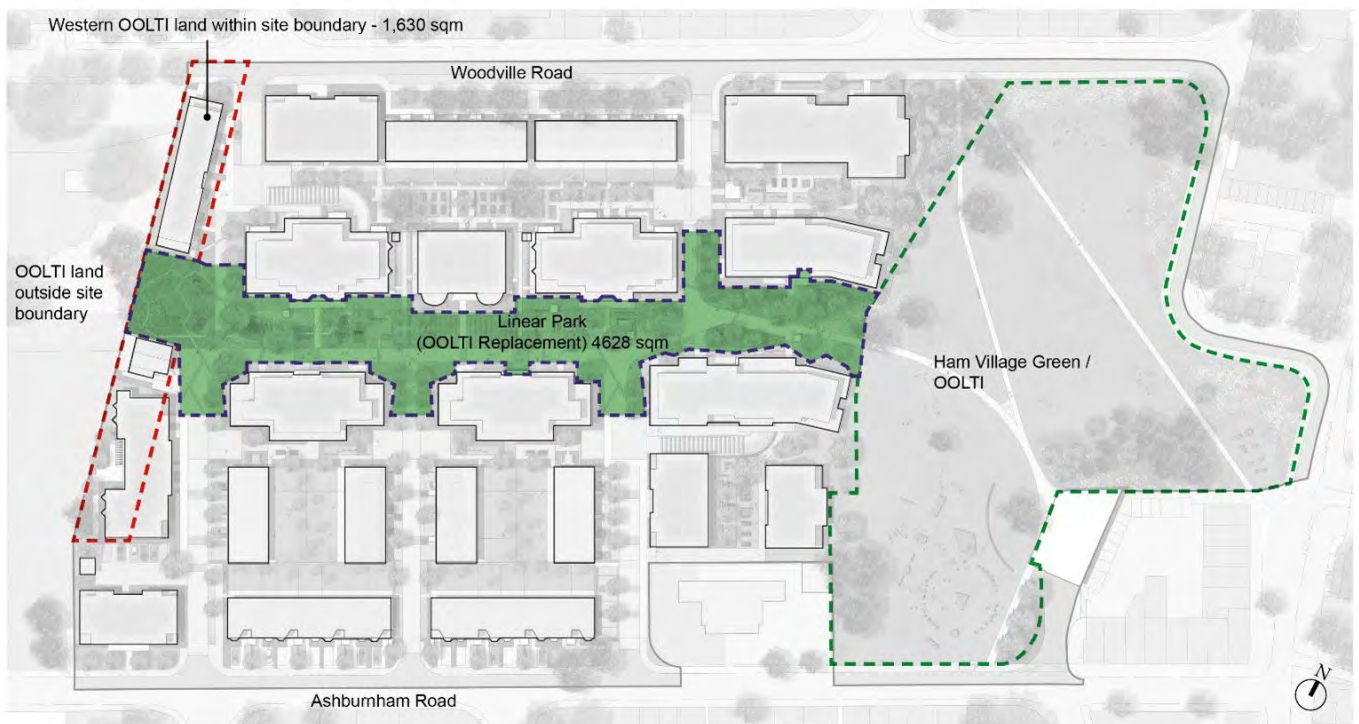 Western OOLTI land within site boundary - 1,630 sqm
Woodville Road
OOLTI land
outside site
boundary
Linear Park
(OOLTI Replacement) 4628 sqm
Ham Village Green /
OOLTI
Ashburnham Road
N